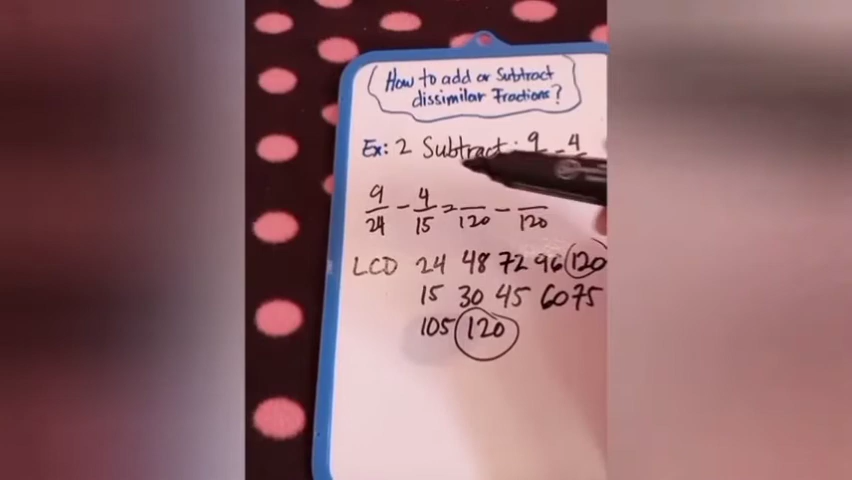 How to add or Subtract
dissimilar Fractions?
Ex: 2 Subtract: 9 - 4
9/24 - 4/15 = /120 - /120
LCD 24 48 72 96 120
15 30 45 60 75
105 120